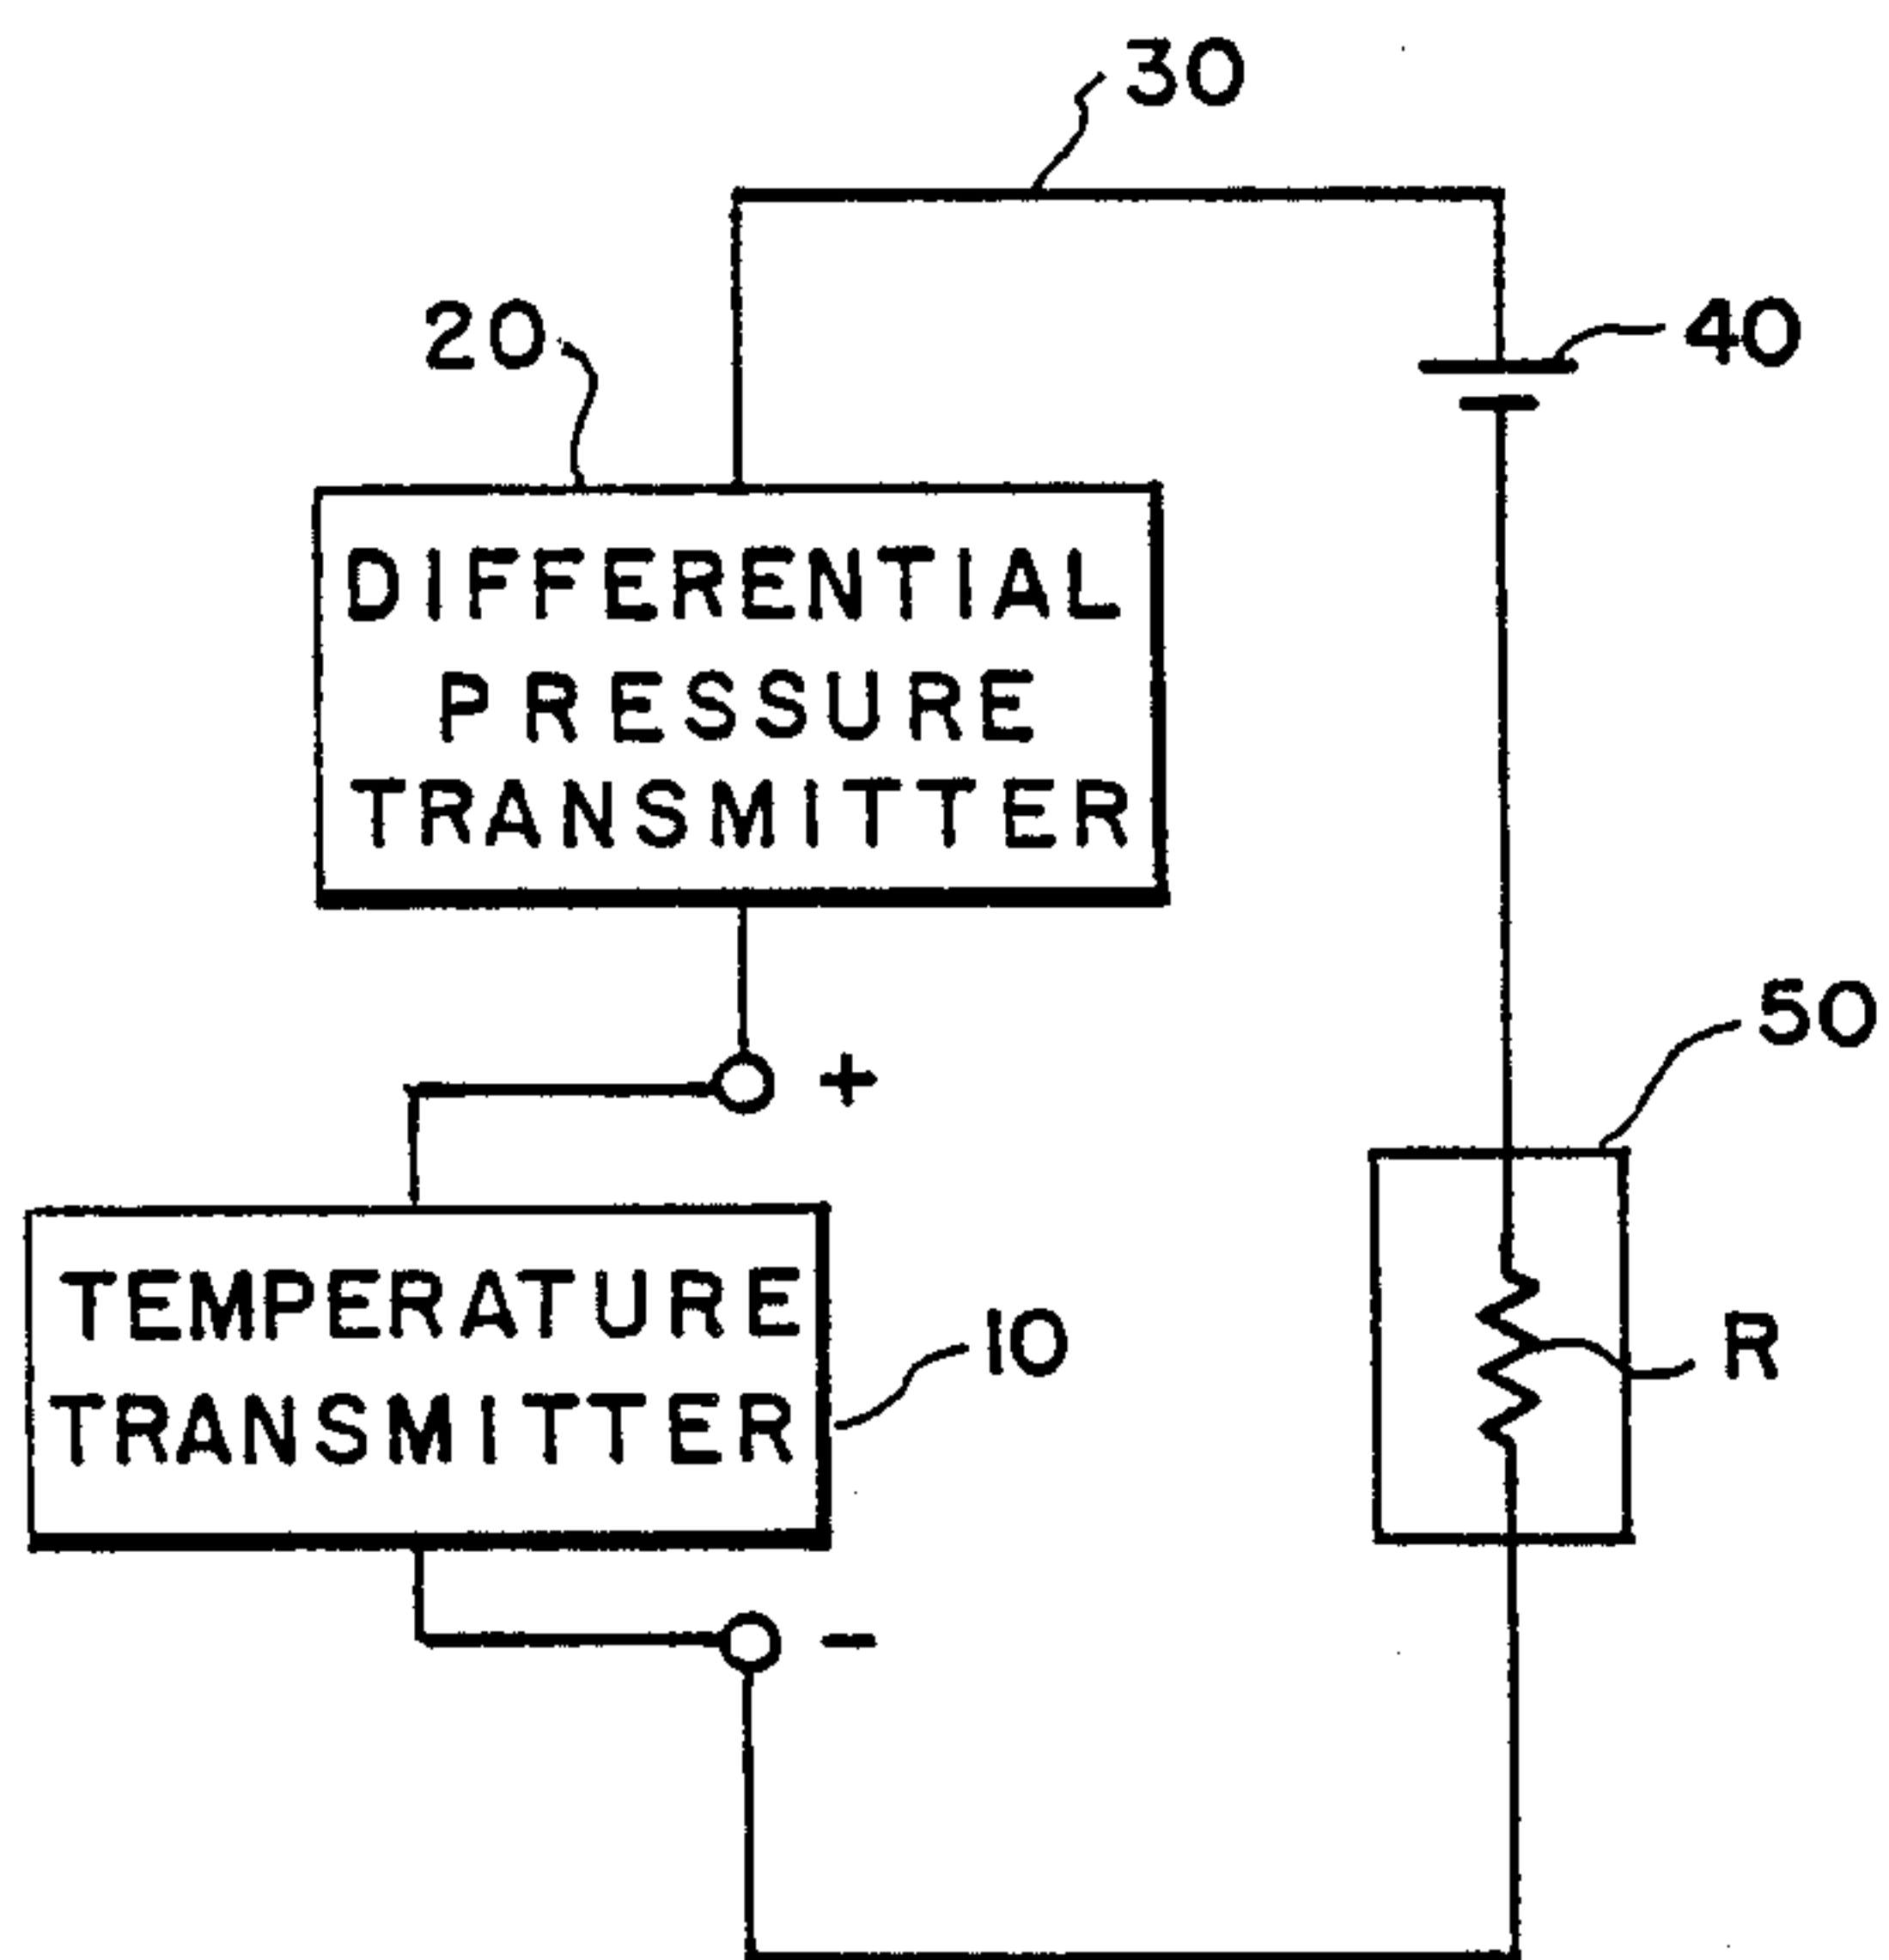 30
20
40
DIFFERENTIAL
PRESSURE
TRANSMITTER
50
+
TEMPERATURE
TRANSMITTER
10
R
-